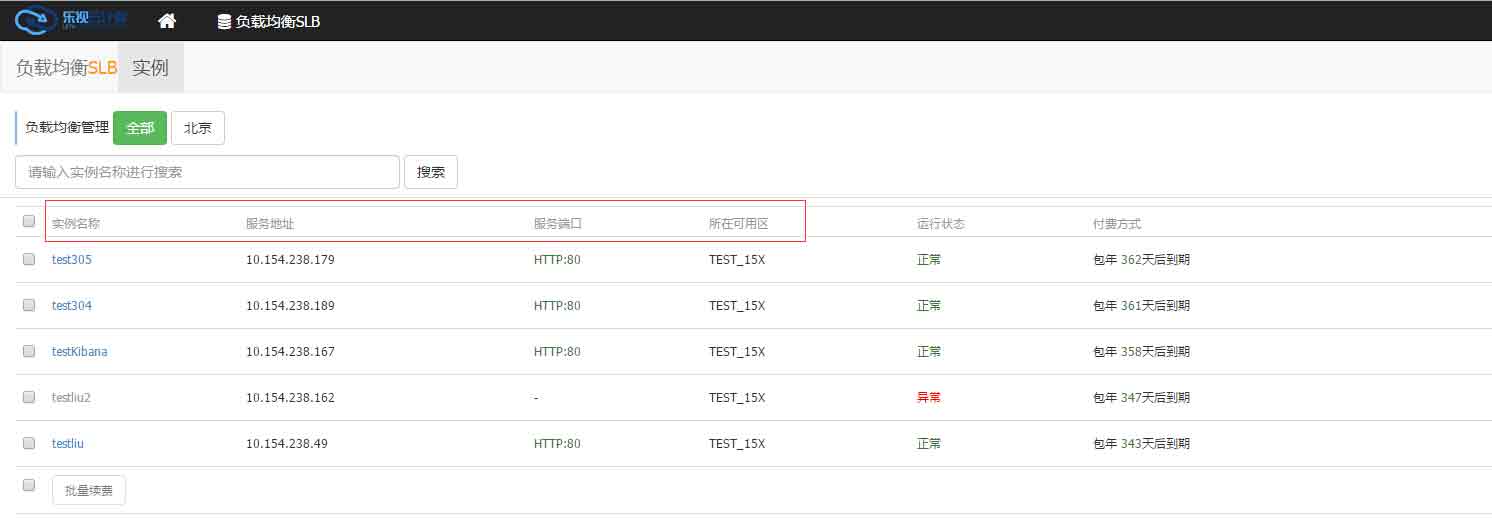 乐视云计算 负载均衡SLB
负载均衡SLB 实例
负载均衡管理 全部 北京
请输入实例名称进行搜索 搜索
实例名称 服务地址 服务端口 所在可用区 运行状态 付费方式
test305 10.154.238.179 HTTP:80 TEST_15X 正常 包年 362天后到期
test304 10.154.238.189 HTTP:80 TEST_15X 正常 包年 361天后到期
testKibana 10.154.238.167 HTTP:80 TEST_15X 正常 包年 358天后到期
testliu2 10.154.238.162 - TEST_15X 异常 包年 347天后到期
testliu 10.154.238.49 HTTP:80 TEST_15X 正常 包年 343天后到期
批量续费